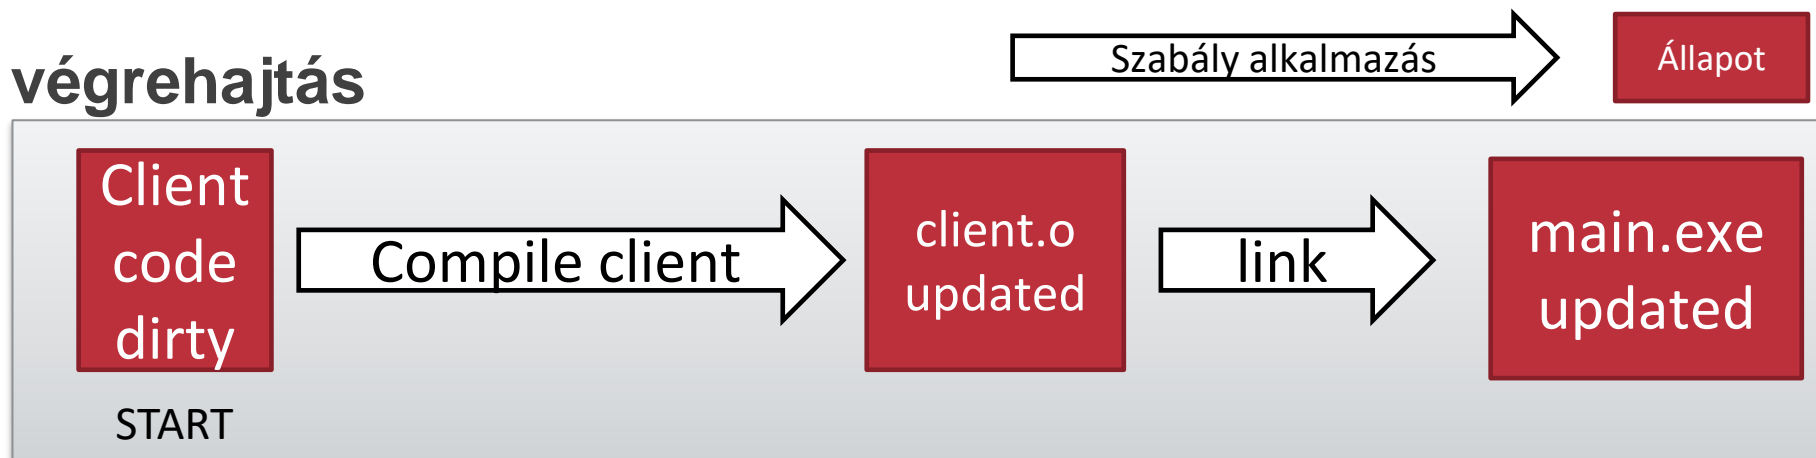 végrehajtás
Szabály alkalmazás
Állapot
Client
code
dirty
Compile client
client.o
updated
link
main.exe
updated
START